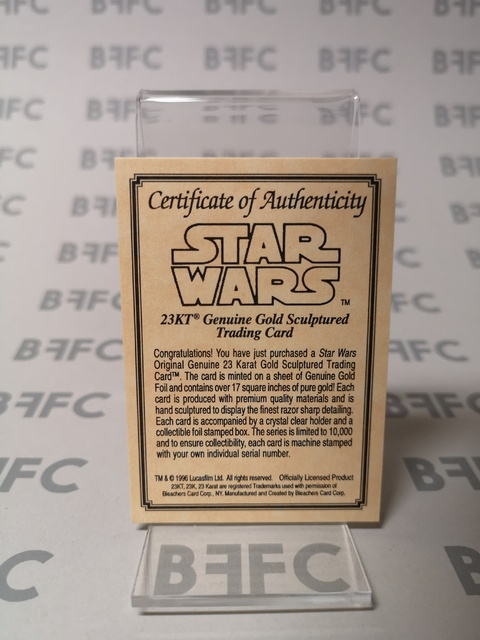 BFFC BFFC BFFC BFFC
Certificate of Authenticity
STAR
WARS™
23KT® Genuine Gold Sculptured
Trading Card
Congratulations! You have just purchased a Star Wars
Original Genuine 23 Karat Gold Sculptured Trading
Card™. The card is minted on a sheet of Genuine Gold
Foil and contains over 17 square inches of pure gold! Each
card is produced with premium quality materials and is
hand sculptured to display the finest razor sharp detailing.
Each card is accompanied by a crystal clear holder and a
collectible foil stamped box. The series is limited to 10,000
and to ensure collectibility, each card is machine stamped
with your own individual serial number.
TM & © 1996 Lucasfilm Ltd. All rights reserved. Officially Licensed Product
23KT, 23K, 23 Karat are registered Trademarks used with permission of
Bleachers Card Corp., NY. Manufactured and Created by Bleachers Card Corp.
BFFC